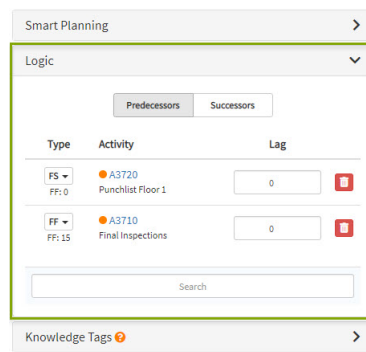 Smart Planning
Logic
Predecessors Successors
Type Activity Lag
FS A3720 0
FF: 0 Punchlist Floor 1
FF A3710 0
FF: 15 Final Inspections
Search
Knowledge Tags ?